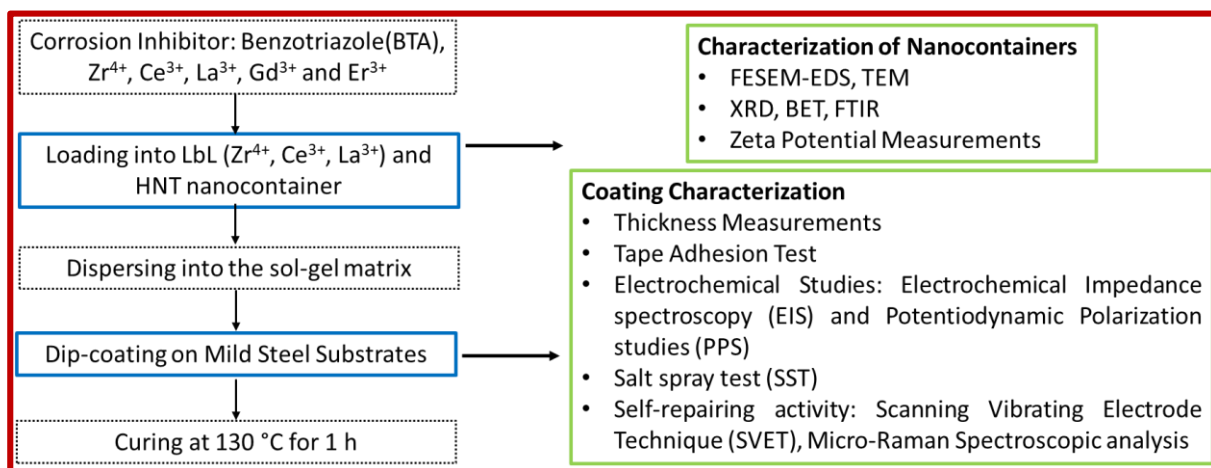 Corrosion Inhibitor: Benzotriazole(BTA),
Zr⁴⁺, Ce³⁺, La³⁺, Gd³⁺ and Er³⁺
Loading into LbL (Zr⁴⁺, Ce³⁺, La³⁺) and
HNT nanocontainer
Dispersing into the sol-gel matrix
Dip-coating on Mild Steel Substrates
Curing at 130 °C for 1 h
Characterization of Nanocontainers
• FESEM-EDS, TEM
• XRD, BET, FTIR
• Zeta Potential Measurements
Coating Characterization
• Thickness Measurements
• Tape Adhesion Test
• Electrochemical Studies: Electrochemical Impedance
spectroscopy (EIS) and Potentiodynamic Polarization
studies (PPS)
• Salt spray test (SST)
• Self-repairing activity: Scanning Vibrating Electrode
Technique (SVET), Micro-Raman Spectroscopic analysis